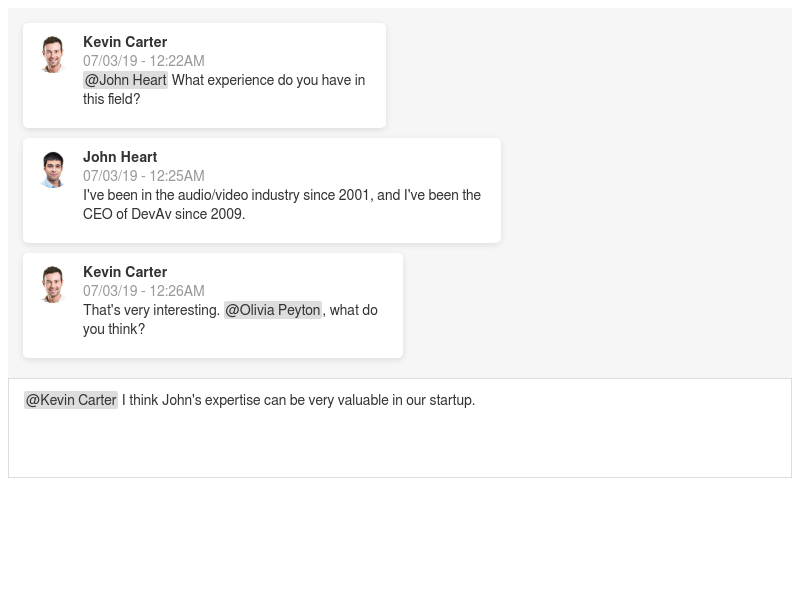 Kevin Carter
07/03/19 - 12:22AM
@John Heart What experience do you have in
this field?
John Heart
07/03/19 - 12:25AM
I've been in the audio/video industry since 2001, and I've been the
CEO of DevAv since 2009.
Kevin Carter
07/03/19 - 12:26AM
That's very interesting. @Olivia Peyton, what do
you think?
@Kevin Carter I think John's expertise can be very valuable in our startup.